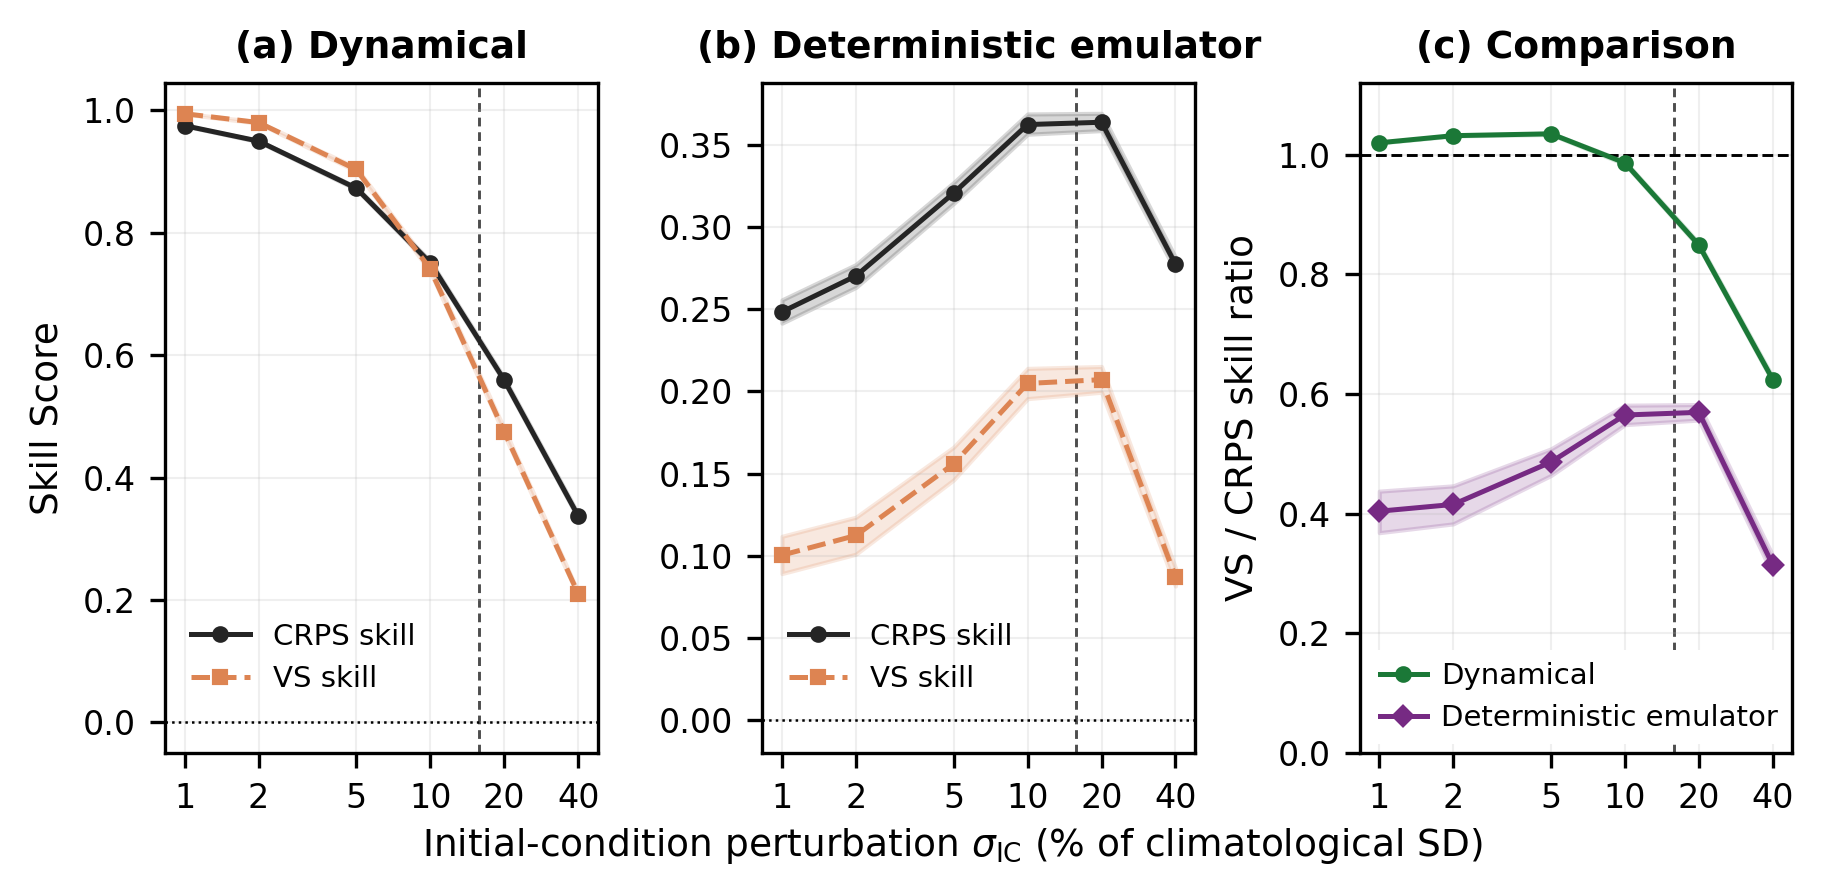 (a) Dynamical
Skill Score
1.0
0.8
0.6
0.4
0.2
0.0
CRPS skill
VS skill
1 2 5 10 20 40
(b) Deterministic emulator
0.35
0.30
0.25
0.20
0.15
0.10
0.05
0.00
CRPS skill
VS skill
1 2 5 10 20 40
(c) Comparison
VS / CRPS skill ratio
1.0
0.8
0.6
0.4
0.2
0.0
Dynamical
Deterministic emulator
1 2 5 10 20 40
Initial-condition perturbation σIC (% of climatological SD)